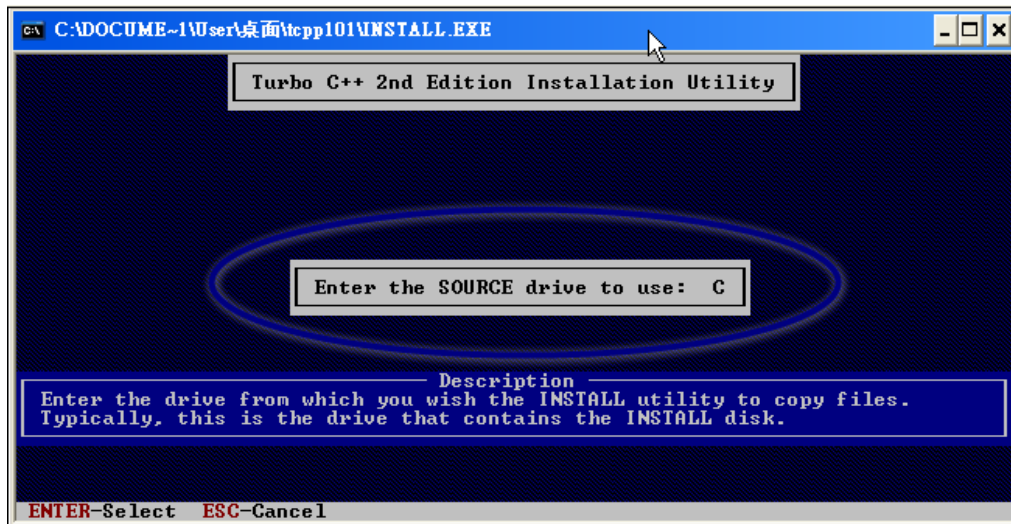 C:\DOCUME~1\User\桌面\tcpp101\INSTALL.EXE
Turbo C++ 2nd Edition Installation Utility
Enter the SOURCE drive to use: C
Description
Enter the drive from which you wish the INSTALL utility to copy files.
Typically, this is the drive that contains the INSTALL disk.
ENTER-Select ESC-Cancel